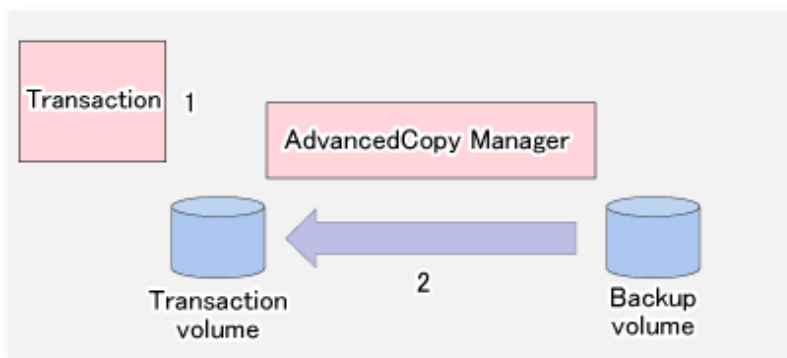 Transaction 1
AdvancedCopy Manager
2
Transaction
volume
Backup
volume